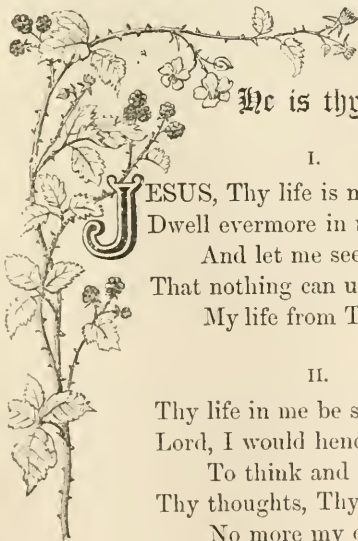 He is thy
I.
JESUS, Thy life is m
Dwell evermore in
And let me see
That nothing can u
My life from T
II.
Thy life in me be s
Lord, I would henc
To think and
Thy thoughts, Thy
No more my